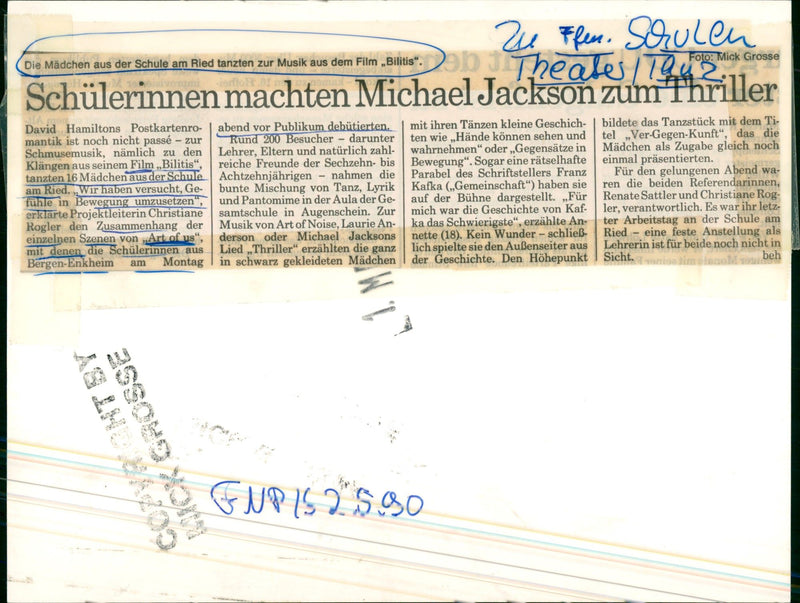 Zu Ffm. Schulen
Theater / Tanz
Die Mädchen aus der Schule am Ried tanzten zur Musik aus dem Film „Bilitis“.
Foto: Mick Grosse
Schülerinnen machten Michael Jackson zum Thriller
David Hamiltons Postkartenro-
mantik ist noch nicht passé – zur
Schmusemusik, nämlich zu den
Klängen aus seinem Film „Bilitis“,
tanzten 16 Mädchen aus der Schule
am Ried. „Wir haben versucht, Ge-
fühle in Bewegung umzusetzen“,
erklärte Projektleiterin Christiane
Rogler den Zusammenhang der
einzelnen Szenen von „Art of us“,
mit denen die Schülerinnen aus
Bergen-Enkheim am Montag
abend vor Publikum debütierten.
Rund 200 Besucher – darunter
Lehrer, Eltern und natürlich zahl-
reiche Freunde der Sechzehn- bis
Achtzehnjährigen – nahmen die
bunte Mischung von Tanz, Lyrik
und Pantomime in der Aula der Ge-
samtschule in Augenschein. Zur
Musik von Art of Noise, Laurie An-
derson oder Michael Jacksons
Lied „Thriller“ erzählten die ganz
in schwarz gekleideten Mädchen
mit ihren Tänzen kleine Geschich-
ten wie „Hände können sehen und
wahrnehmen“ oder „Gegensätze in
Bewegung“. Sogar eine rätselhafte
Parabel des Schriftstellers Franz
Kafka („Gemeinschaft“) haben sie
auf der Bühne dargestellt. „Für
mich war die Geschichte von Kaf-
ka das Schwierigste“, erzählte An-
nette (18). Kein Wunder – schließ-
lich spielte sie den Außenseiter aus
der Geschichte. Den Höhepunkt
bildete das Tanzstück mit dem Ti-
tel „Ver-Gegen-Kunft“, das die
Mädchen als Zugabe gleich noch
einmal präsentierten.
Für den gelungenen Abend wa-
ren die beiden Referendarinnen,
Renate Sattler und Christiane Rog-
ler, verantwortlich. Es war ihr letz-
ter Arbeitstag an der Schule am
Ried – eine feste Anstellung als
Lehrerin ist für beide noch nicht in
Sicht. beh
COPYRIGHT BY
MICK GROSSE
FNP 2.5.90